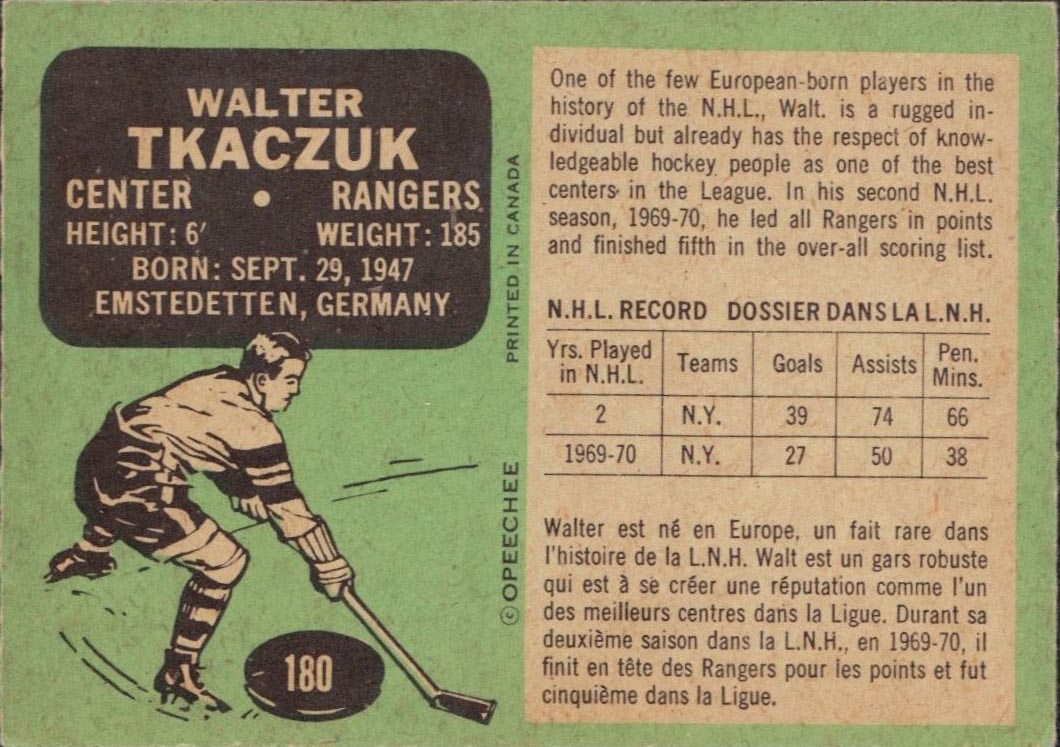 WALTER
TKACZUK
CENTER • RANGERS
HEIGHT: 6' WEIGHT: 185
BORN: SEPT. 29, 1947
EMSTEDETTEN, GERMANY
180
©OPEECHEE PRINTED IN CANADA
One of the few European-born players in the
history of the N.H.L., Walt. is a rugged in-
dividual but already has the respect of know-
ledgeable hockey people as one of the best
centers in the League. In his second N.H.L.
season, 1969-70, he led all Rangers in points
and finished fifth in the over-all scoring list.
N.H.L. RECORD DOSSIER DANS LA L.N.H.
Yrs. Played in N.H.L. Teams Goals Assists Pen. Mins.
2 N.Y. 39 74 66
1969-70 N.Y. 27 50 38
Walter est né en Europe, un fait rare dans
l'histoire de la L.N.H. Walt est un gars robuste
qui est à se créer une réputation comme l'un
des meilleurs centres dans la Ligue. Durant sa
deuxième saison dans la L.N.H., en 1969-70, il
finit en tête des Rangers pour les points et fut
cinquième dans la Ligue.